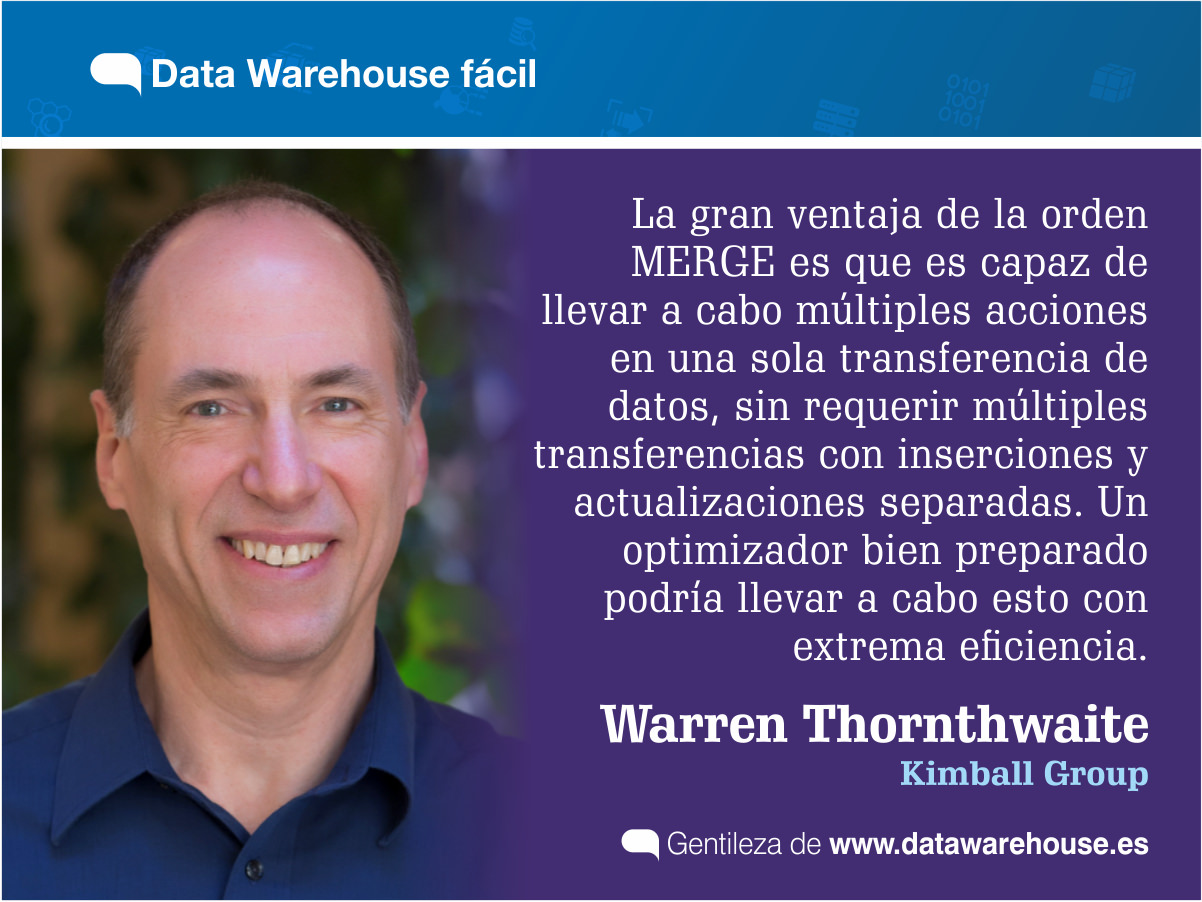 Data Warehouse fácil
0101
1001
0101
La gran ventaja de la orden
MERGE es que es capaz de
llevar a cabo múltiples acciones
en una sola transferencia de
datos, sin requerir múltiples
transferencias con inserciones y
actualizaciones separadas. Un
optimizador bien preparado
podría llevar a cabo esto con
extrema eficiencia.
Warren Thornthwaite
Kimball Group
Gentileza de www.datawarehouse.es